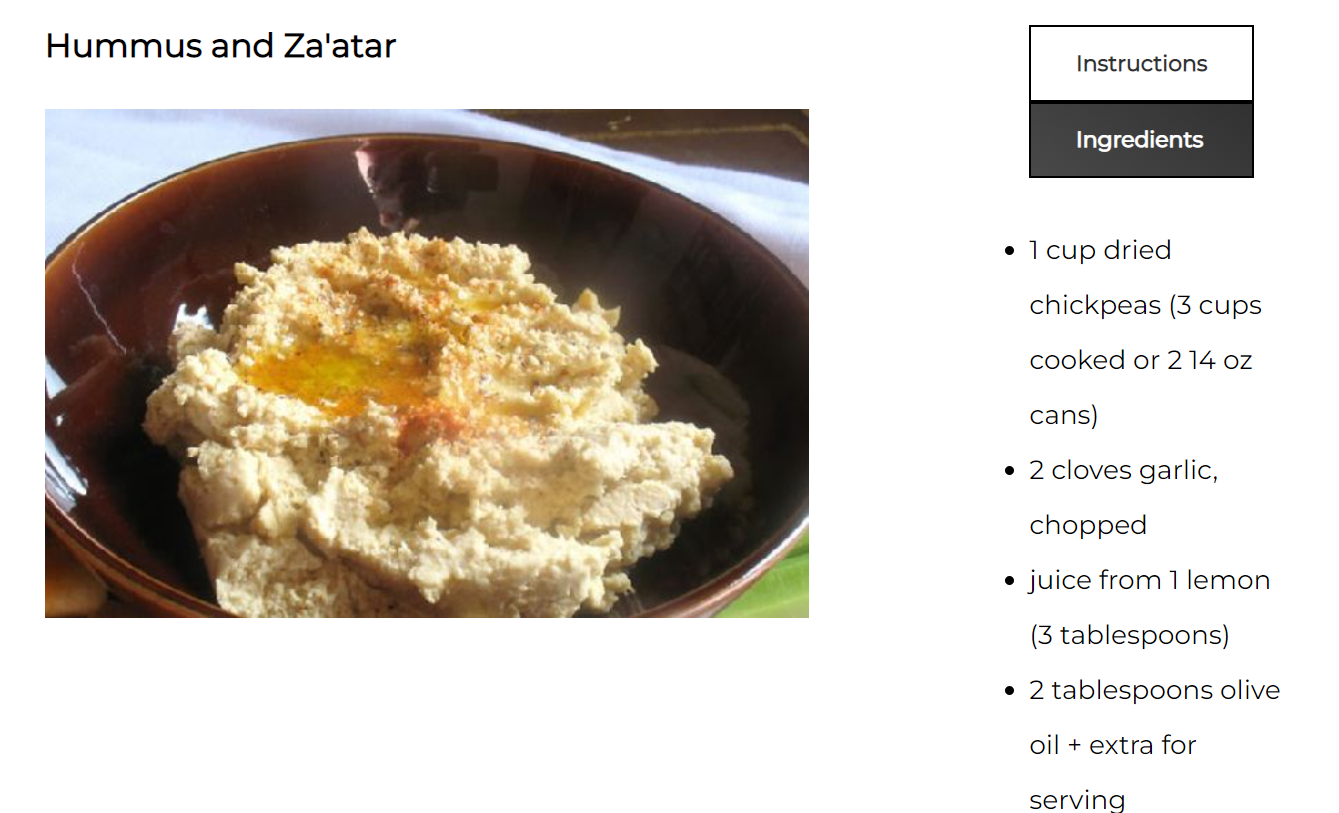 Hummus and Za'atar
Instructions
Ingredients
1 cup dried
chickpeas (3 cups
cooked or 2 14 oz
cans)
2 cloves garlic,
chopped
juice from 1 lemon
(3 tablespoons)
2 tablespoons olive
oil + extra for
serving